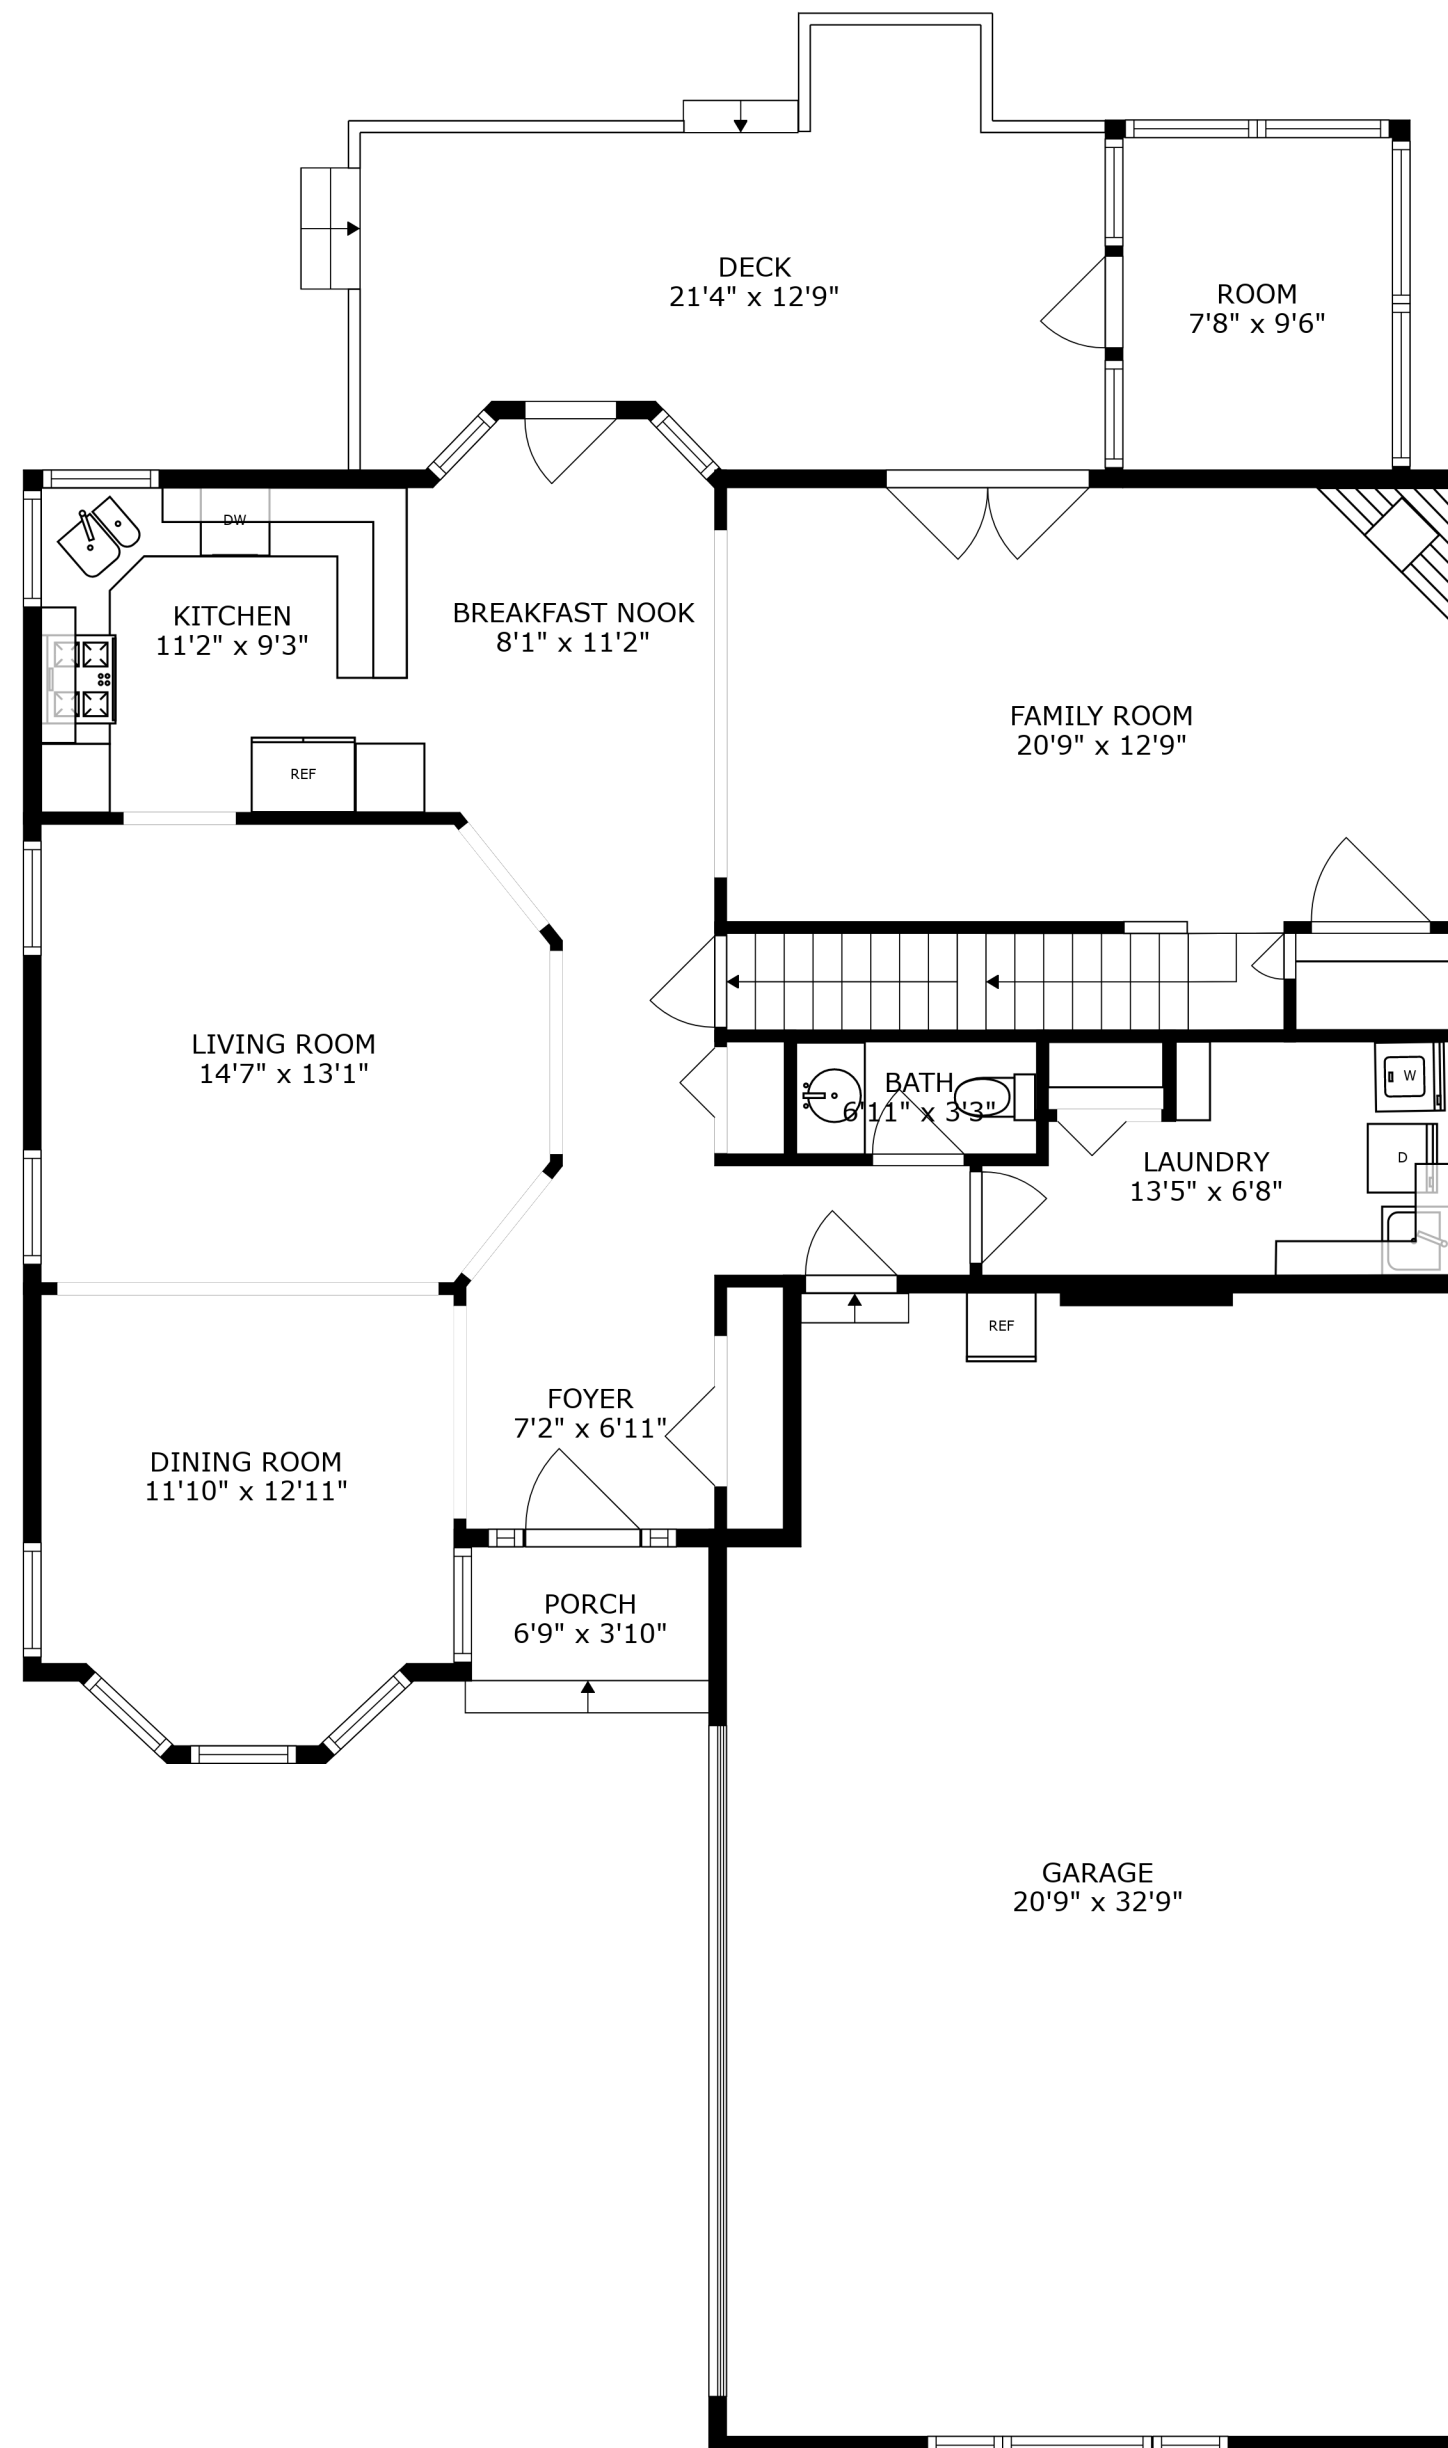 DECK
21'4" x 12'9"
ROOM
7'8" x 9'6"
DW
KITCHEN
11'2" x 9'3"
BREAKFAST NOOK
8'1" x 11'2"
REF
FAMILY ROOM
20'9" x 12'9"
LIVING ROOM
14'7" x 13'1"
BATH
6'11" x 3'3"
W
D
LAUNDRY
13'5" x 6'8"
REF
FOYER
7'2" x 6'11"
DINING ROOM
11'10" x 12'11"
PORCH
6'9" x 3'10"
GARAGE
20'9" x 32'9"